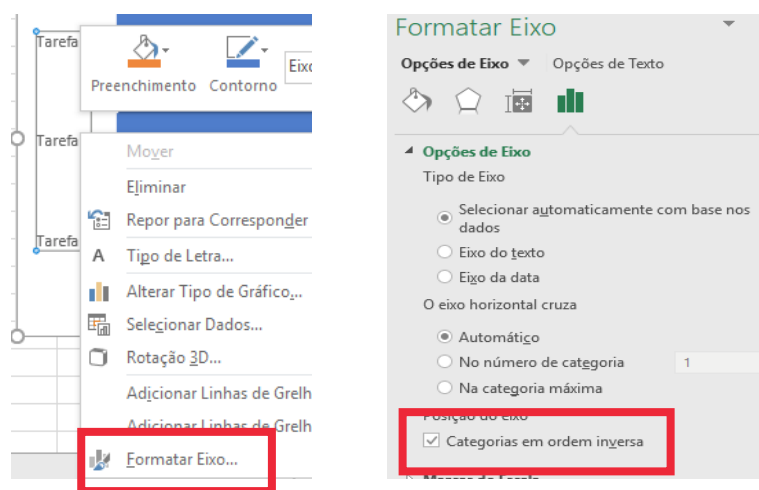 Tarefa
Preenchimento Contorno
Eixo
Tarefa
Mover
Eliminar
Repor para Corresponder
Tarefa
A Tipo de Letra...
Alterar Tipo de Gráfico...
Selecionar Dados...
Rotação 3D...
Adicionar Linhas de Grelh
Adicionar Linhas de Grelh
Formatar Eixo...
Formatar Eixo
Opções de Eixo Opções de Texto
Opções de Eixo
Tipo de Eixo
Selecionar automaticamente com base nos
dados
Eixo do texto
Eixo da data
O eixo horizontal cruza
Automático
No número de categoria 1
Na categoria máxima
Posição do eixo
Categorias em ordem inversa